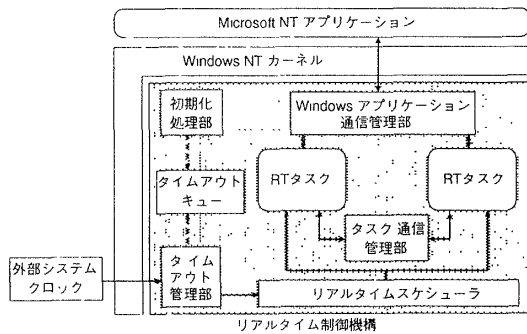 Microsoft NT アプリケーション
Windows NT カーネル
初期化
処理部
Windows アプリケーション
通信管理部
RTタスク
RTタスク
タイムアウト
キュー
タスク通信
管理部
外部システム
クロック
タイム
アウト
管理部
リアルタイムスケジューラ
リアルタイム制御機構